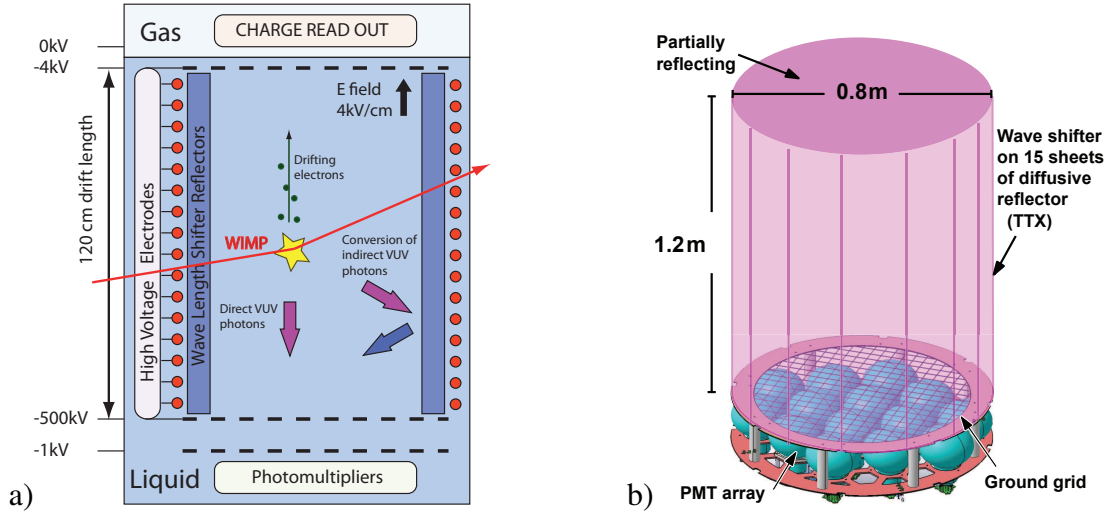 Gas
CHARGE READ OUT
0kV
-4kV
E field
4kV/cm
Drifting
electrons
120 cm drift length
High Voltage Electrodes
Wave Length Shifter Reflectors
WIMP
Conversion of
indirect VUV
photons
Direct VUV
photons
-500kV
-1kV
Liquid
Photomultipliers
a)
Partially
reflecting
0.8m
Wave shifter
on 15 sheets
of diffusive
reflector
(TTX)
1.2m
PMT array
Ground grid
b)